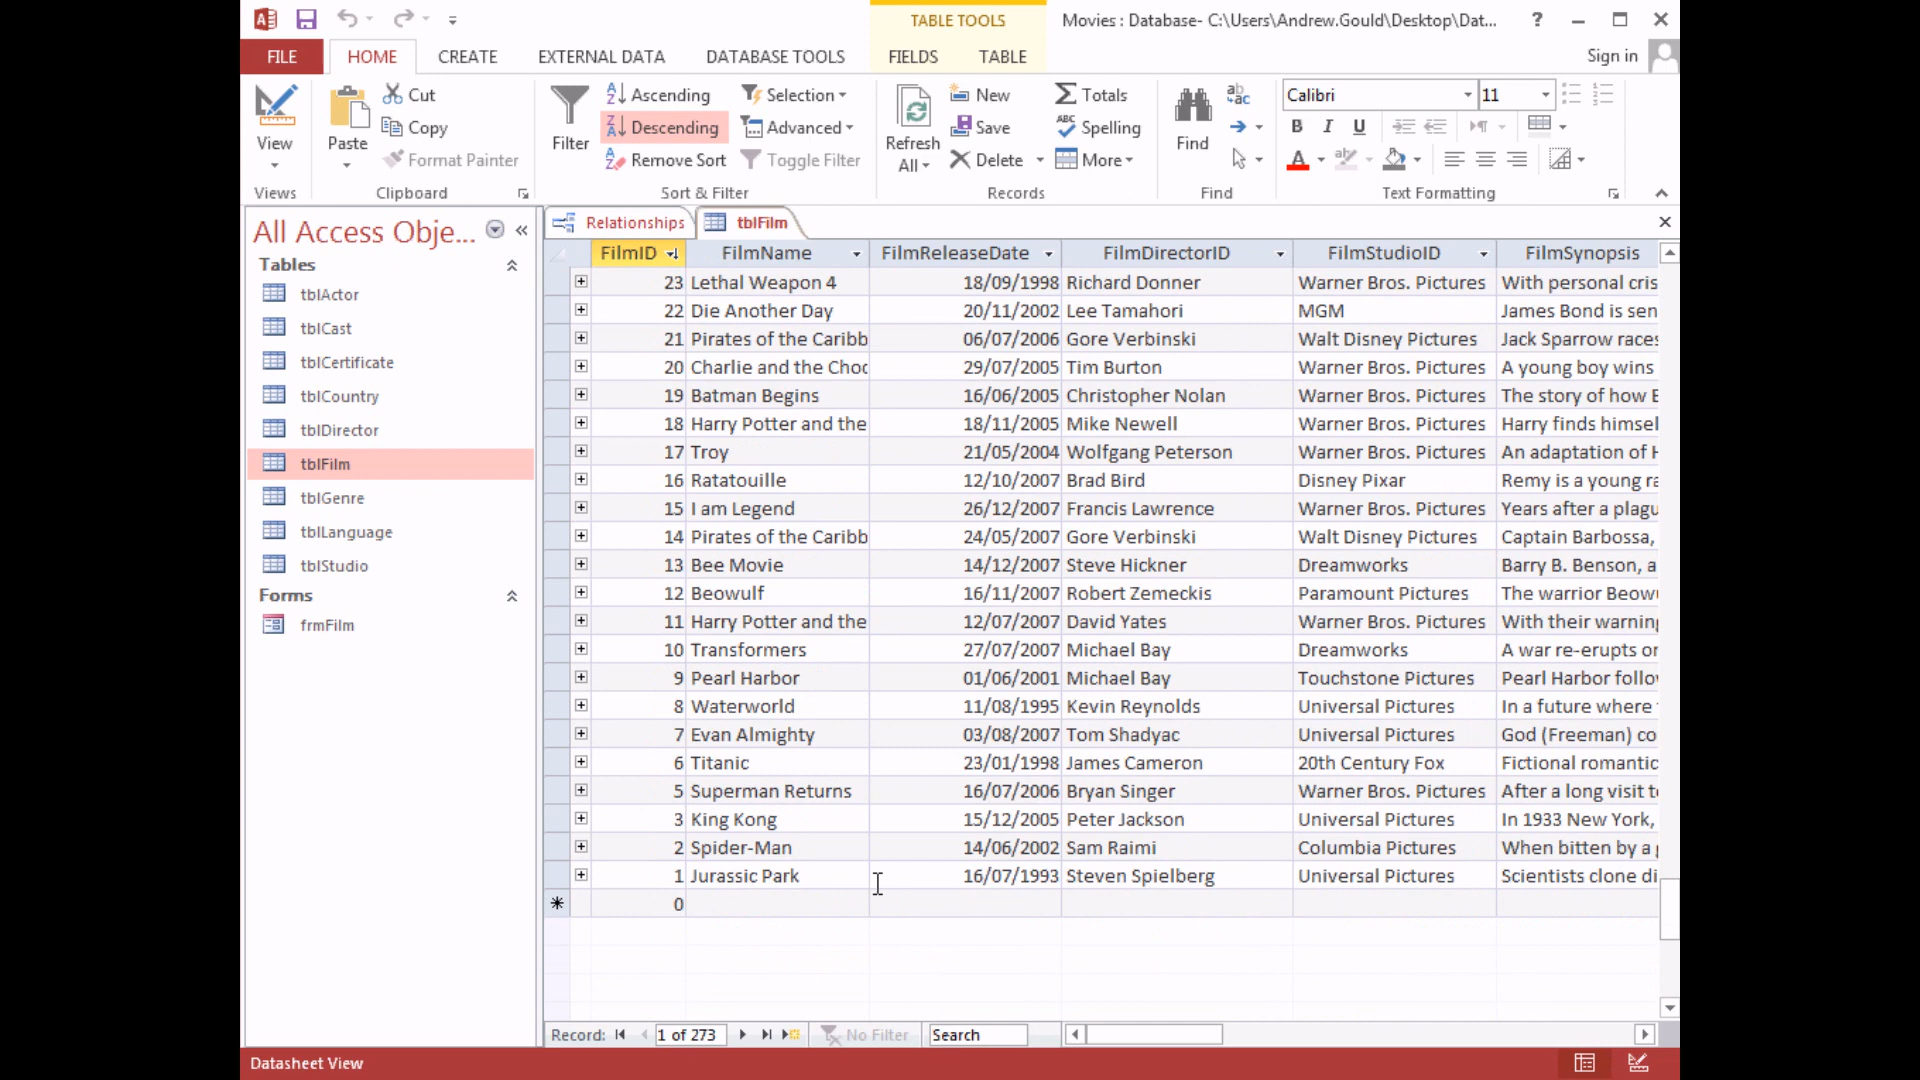 TABLE TOOLS
Movies : Database- C:\Users\Andrew.Gould\Desktop\Dat...
?
FILE HOME CREATE EXTERNAL DATA DATABASE TOOLS FIELDS TABLE Sign in
View Paste Cut Copy Format Painter
Filter Ascending Descending Remove Sort Selection Advanced Toggle Filter
Refresh All New Save Delete Totals Spelling More
Find Calibri 11
Views Clipboard Sort & Filter Records Find Text Formatting
All Access Obje...
Tables
tblActor
tblCast
tblCertificate
tblCountry
tblDirector
tblFilm
tblGenre
tblLanguage
tblStudio
Forms
frmFilm
Relationships tblFilm
FilmID FilmName FilmReleaseDate FilmDirectorID FilmStudioID FilmSynopsis
23 Lethal Weapon 4 18/09/1998 Richard Donner Warner Bros. Pictures With personal cris
22 Die Another Day 20/11/2002 Lee Tamahori MGM James Bond is sen
21 Pirates of the Caribb 06/07/2006 Gore Verbinski Walt Disney Pictures Jack Sparrow races
20 Charlie and the Choc 29/07/2005 Tim Burton Warner Bros. Pictures A young boy wins
19 Batman Begins 16/06/2005 Christopher Nolan Warner Bros. Pictures The story of how B
18 Harry Potter and the 18/11/2005 Mike Newell Warner Bros. Pictures Harry finds himsel
17 Troy 21/05/2004 Wolfgang Peterson Warner Bros. Pictures An adaptation of H
16 Ratatouille 12/10/2007 Brad Bird Disney Pixar Remy is a young ra
15 I am Legend 26/12/2007 Francis Lawrence Warner Bros. Pictures Years after a plagu
14 Pirates of the Caribb 24/05/2007 Gore Verbinski Walt Disney Pictures Captain Barbossa,
13 Bee Movie 14/12/2007 Steve Hickner Dreamworks Barry B. Benson, a
12 Beowulf 16/11/2007 Robert Zemeckis Paramount Pictures The warrior Beowu
11 Harry Potter and the 12/07/2007 David Yates Warner Bros. Pictures With their warning
10 Transformers 27/07/2007 Michael Bay Dreamworks A war re-erupts on
9 Pearl Harbor 01/06/2001 Michael Bay Touchstone Pictures Pearl Harbor follov
8 Waterworld 11/08/1995 Kevin Reynolds Universal Pictures In a future where
7 Evan Almighty 03/08/2007 Tom Shadyac Universal Pictures God (Freeman) co
6 Titanic 23/01/1998 James Cameron 20th Century Fox Fictional romantic
5 Superman Returns 16/07/2006 Bryan Singer Warner Bros. Pictures After a long visit t
3 King Kong 15/12/2005 Peter Jackson Universal Pictures In 1933 New York,
2 Spider-Man 14/06/2002 Sam Raimi Columbia Pictures When bitten by a
1 Jurassic Park 16/07/1993 Steven Spielberg Universal Pictures Scientists clone di
0
Record: 1 of 273 No Filter Search
Datasheet View